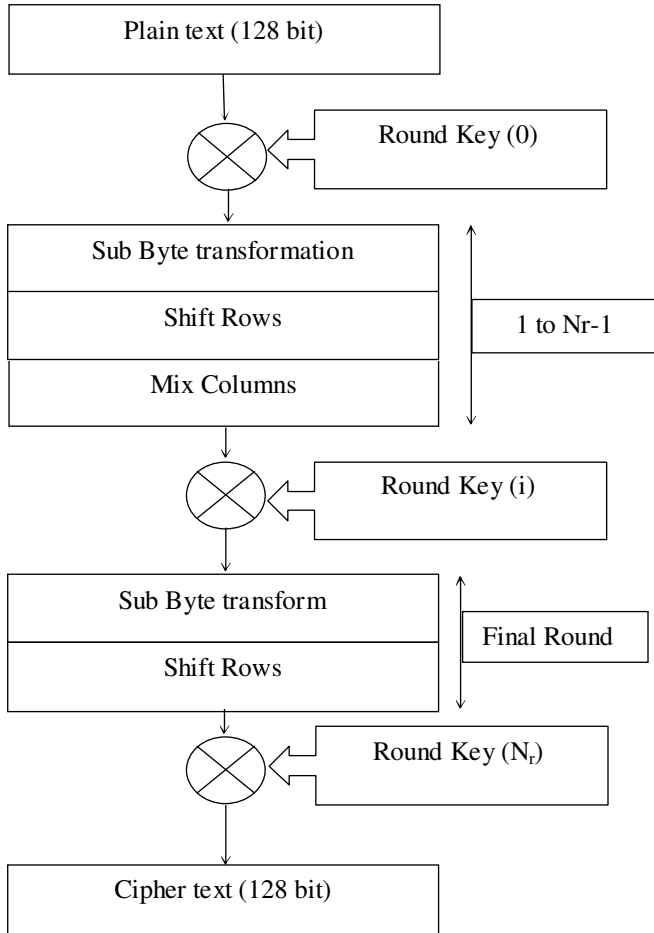 Plain text (128 bit)
Round Key (0)
Sub Byte transformation
Shift Rows
Mix Columns
1 to Nr-1
Round Key (i)
Sub Byte transform
Shift Rows
Final Round
Round Key (Nᵣ)
Cipher text (128 bit)